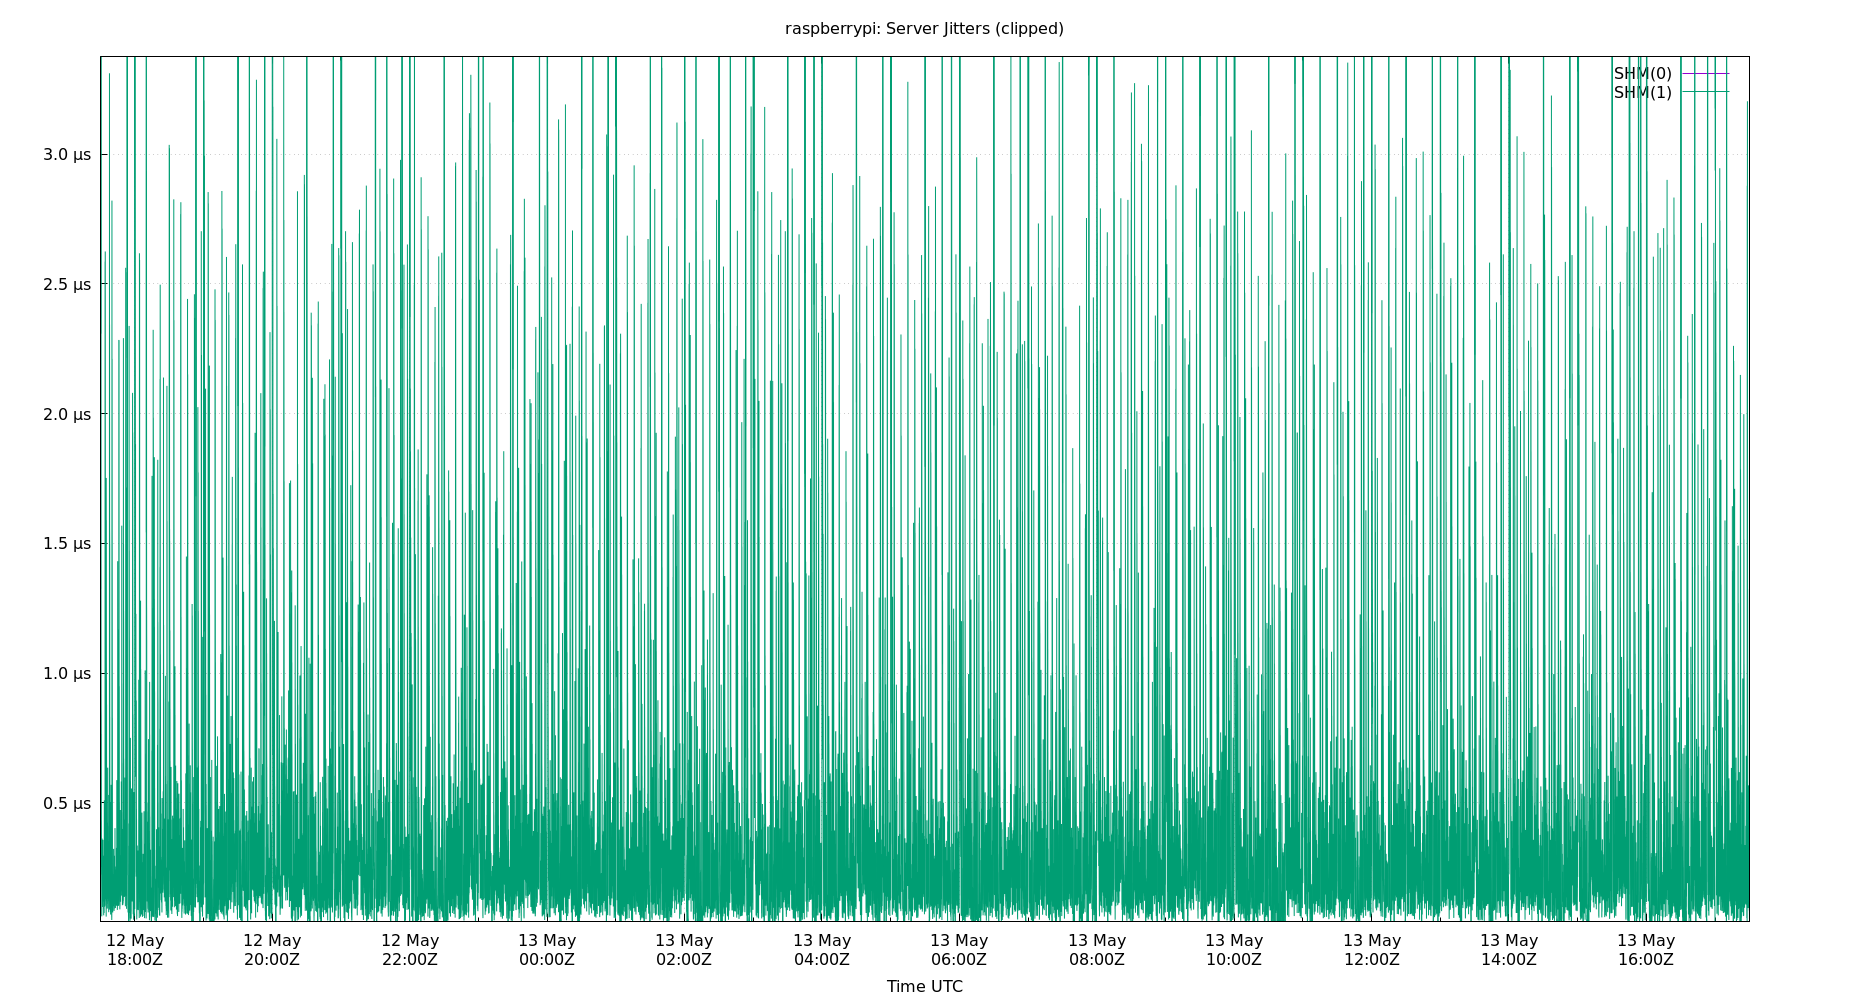 raspberrypi: Server Jitters (clipped)
SHM(0)
SHM(1)
3.0 µs
2.5 µs
2.0 µs
1.5 µs
1.0 µs
0.5 µs
12 May 12 May 12 May 13 May 13 May 13 May 13 May 13 May 13 May 13 May 13 May 13 May
18:00Z 20:00Z 22:00Z 00:00Z 02:00Z 04:00Z 06:00Z 08:00Z 10:00Z 12:00Z 14:00Z 16:00Z
Time UTC